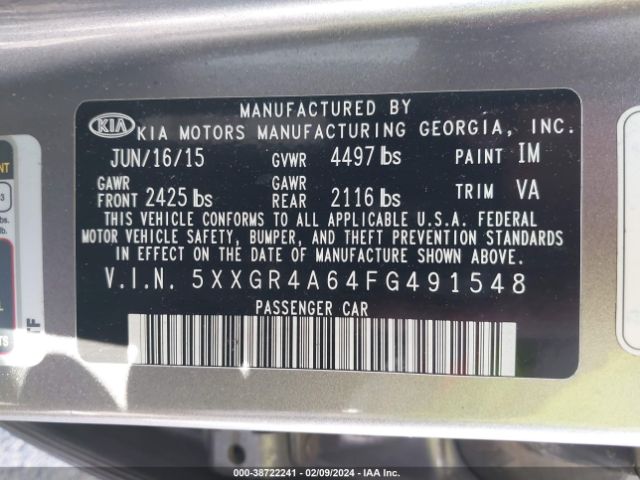 MANUFACTURED BY
KIA KIA MOTORS MANUFACTURING GEORGIA, INC.
JUN/16/15 GVWR 4497 lbs PAINT IM
GAWR FRONT 2425 lbs GAWR REAR 2116 lbs TRIM VA
THIS VEHICLE CONFORMS TO ALL APPLICABLE U.S.A. FEDERAL
MOTOR VEHICLE SAFETY, BUMPER, AND THEFT PREVENTION STANDARDS
IN EFFECT ON THE DATE OF MANUFACTURE SHOWN ABOVE.
V.I.N. 5XXGR4A64FG491548
PASSENGER CAR
000-38722241 - 02/09/2024 - IAA Inc.